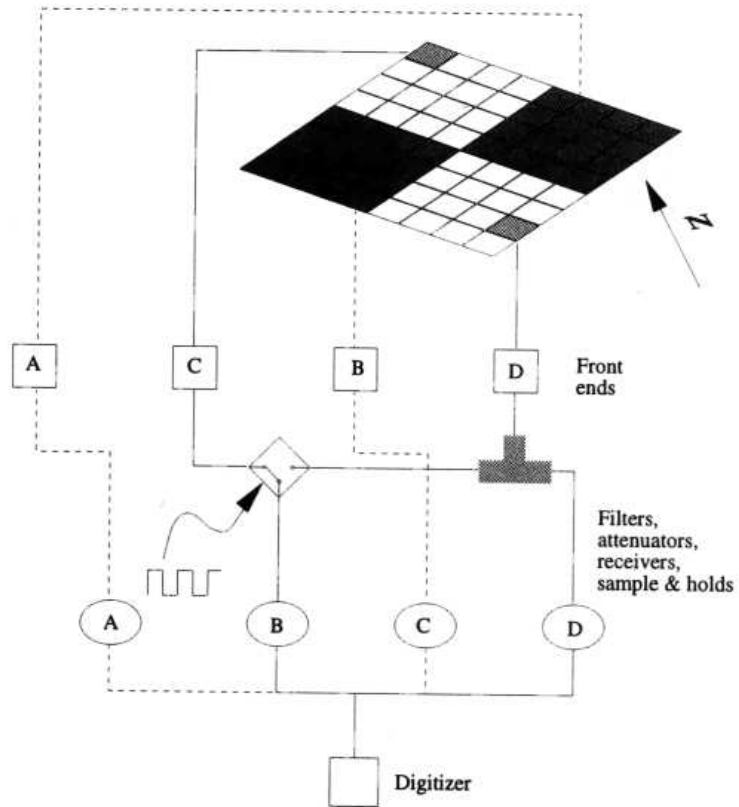 N
A
C
B
D
Front
ends
Filters,
attenuators,
receivers,
sample & holds
A
B
C
D
Digitizer